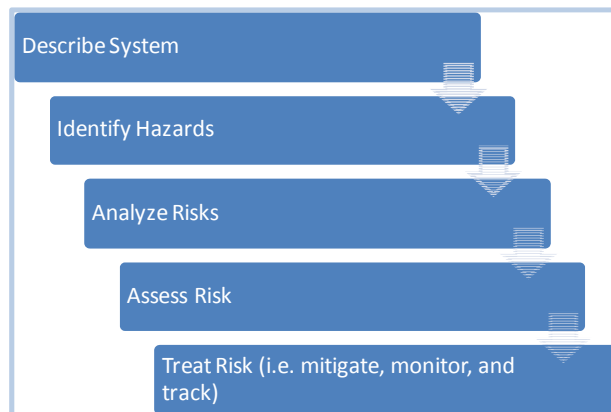 Describe System
Identify Hazards
Analyze Risks
Assess Risk
Treat Risk (i.e. mitigate, monitor, and
track)